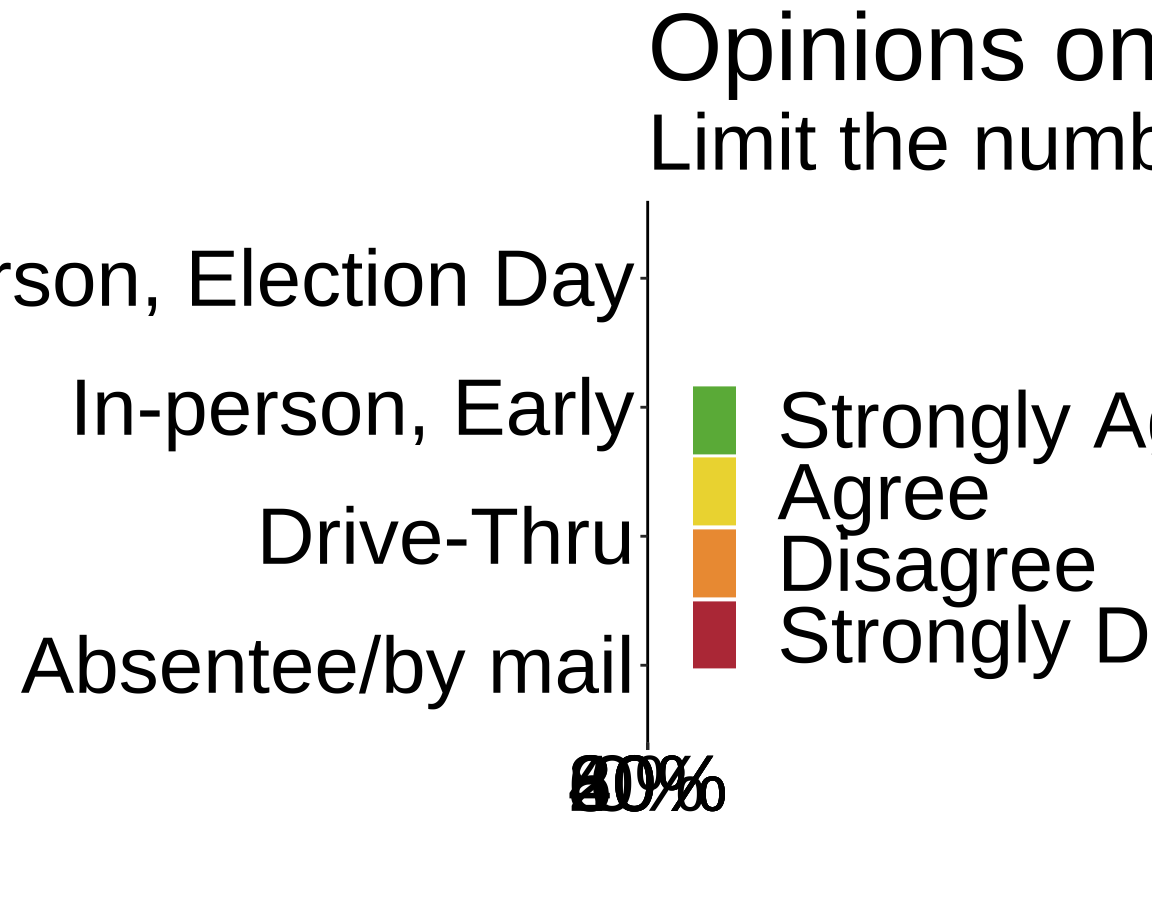 Opinions on
Limit the numb
rson, Election Day
In-person, Early
Drive-Thru
Absentee/by mail
Strongly Ag
Agree
Disagree
Strongly D